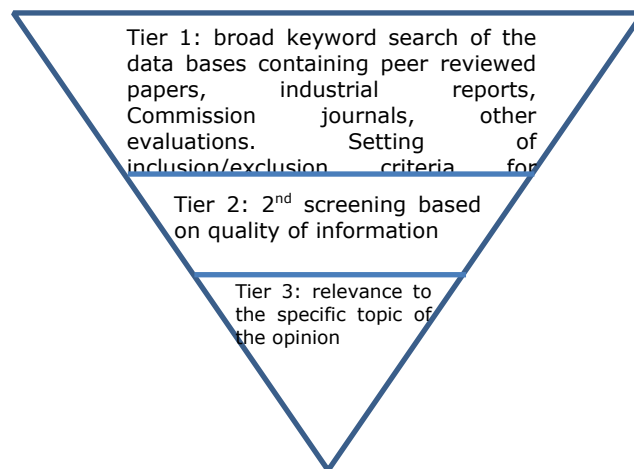 Tier 1: broad keyword search of the
data bases containing peer reviewed
papers, industrial reports,
Commission journals, other
evaluations. Setting of
inclusion/exclusion criteria for
Tier 2: 2nd screening based
on quality of information
Tier 3: relevance to
the specific topic of
the opinion